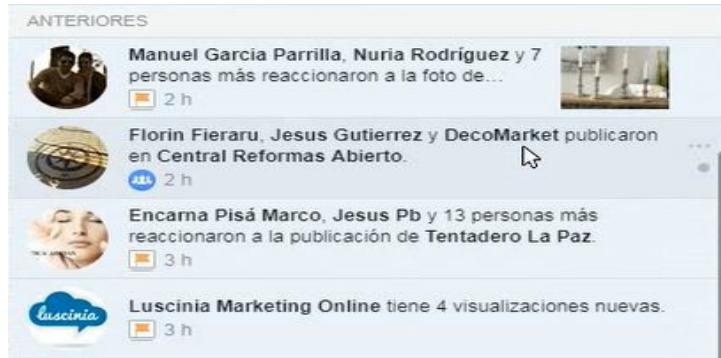 ANTERIORES
Manuel Garcia Parrilla, Nuria Rodríguez y 7
personas más reaccionaron a la foto de...
2 h
Florin Fieraru, Jesus Gutierrez y DecoMarket publicaron
en Central Reformas Abierto.
2 h
Encarna Pisá Marco, Jesus Pb y 13 personas más
reaccionaron a la publicación de Tentadero La Paz.
3 h
luscinia
Luscinia Marketing Online tiene 4 visualizaciones nuevas.
3 h